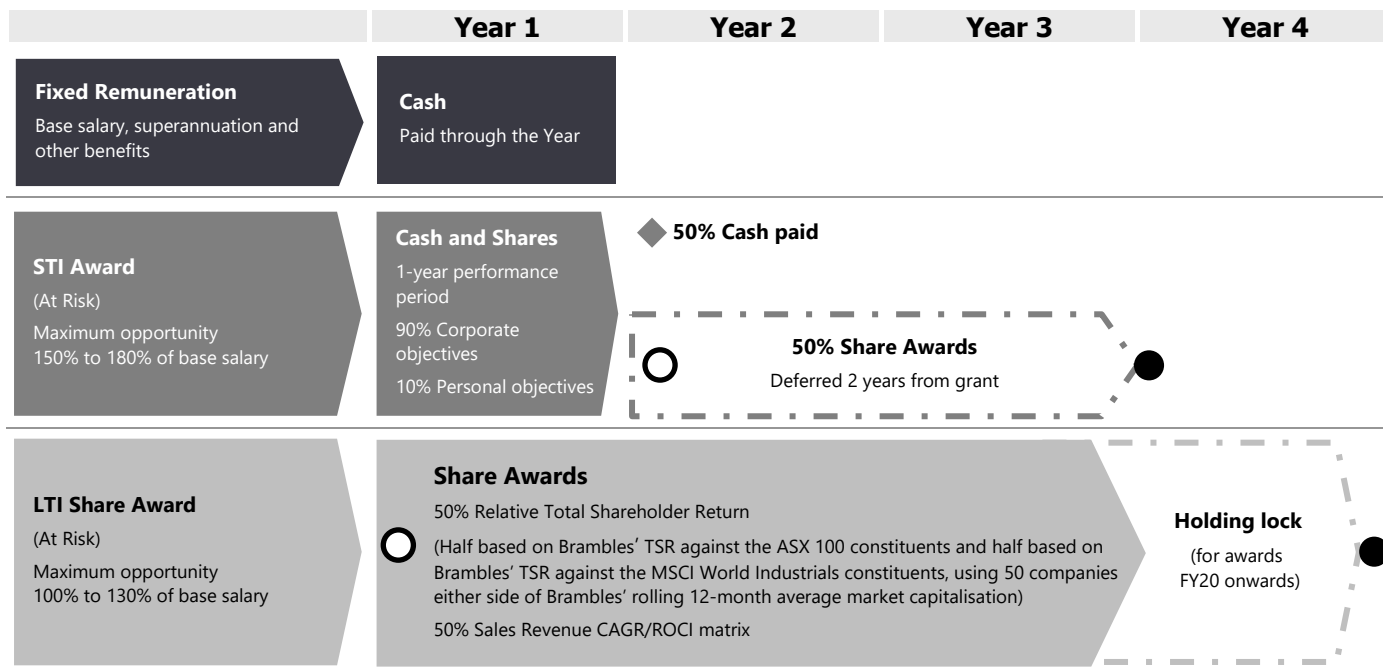 Year 1
Year 2
Year 3
Year 4
Fixed Remuneration
Base salary, superannuation and
other benefits
Cash
Paid through the Year
STI Award
(At Risk)
Maximum opportunity
150% to 180% of base salary
Cash and Shares
1-year performance
period
90% Corporate
objectives
10% Personal objectives
50% Cash paid
50% Share Awards
Deferred 2 years from grant
LTI Share Award
(At Risk)
Maximum opportunity
100% to 130% of base salary
Share Awards
50% Relative Total Shareholder Return
(Half based on Brambles’ TSR against the ASX 100 constituents and half based on
Brambles’ TSR against the MSCI World Industrials constituents, using 50 companies
either side of Brambles’ rolling 12-month average market capitalisation)
50% Sales Revenue CAGR/ROCI matrix
Holding lock
(for awards
FY20 onwards)